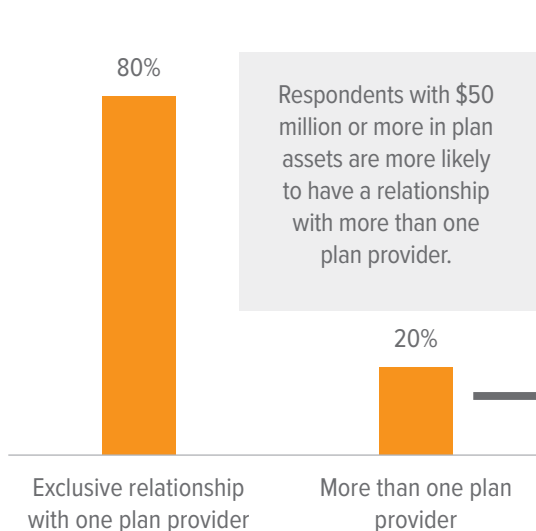 80%
Respondents with $50
million or more in plan
assets are more likely
to have a relationship
with more than one
plan provider.
20%
Exclusive relationship
with one plan provider
More than one plan
provider